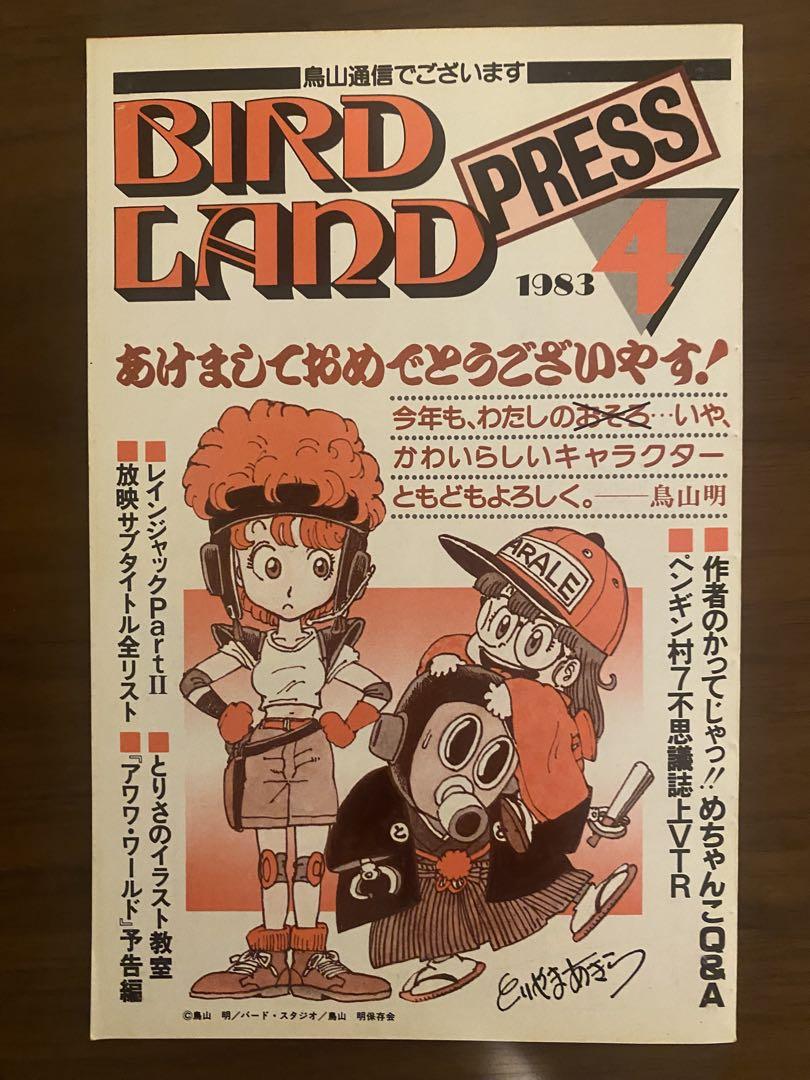 鳥山通信でございます
BIRD
LAND
PRESS
1983
4
あけましておめでとうございやす!
今年も、わたしのおそろ…いや、
かわいらしいキャラクター
ともどもよろしく。——鳥山明
■作者のかってじゃっ!!めちゃんこQ&A
■ペンギン村7不思議誌上VTR
■レインジャックPartⅡ
■放映サブタイトル全リスト
■とりさのイラスト教室
■『アワワ・ワールド』予告編
ARALE
と
と
とりやまあきら
©鳥山 明/バード・スタジオ/鳥山 明保存会